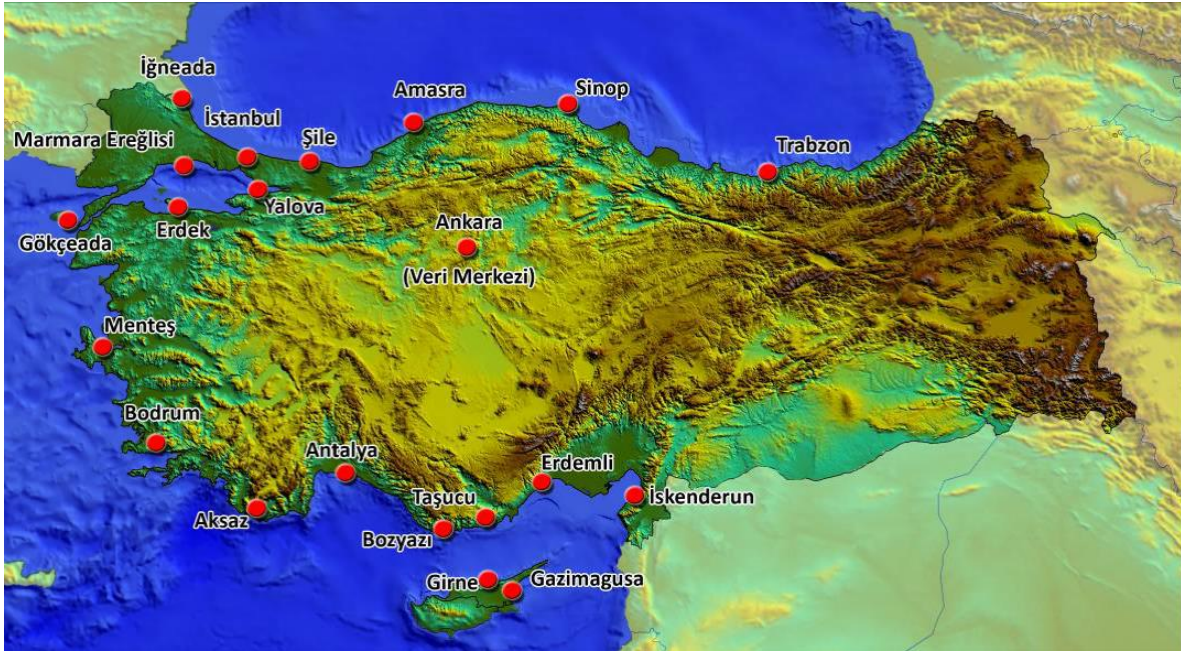 İğneada
İstanbul
Amasra
Sinop
Marmara Ereğlisi
Şile
Trabzon
Yalova
Gökçeada
Erdek
Ankara
(Veri Merkezi)
Menteş
Bodrum
Antalya
Erdemli
Taşucu
İskenderun
Aksaz
Bozyazı
Girne
Gazimagusa